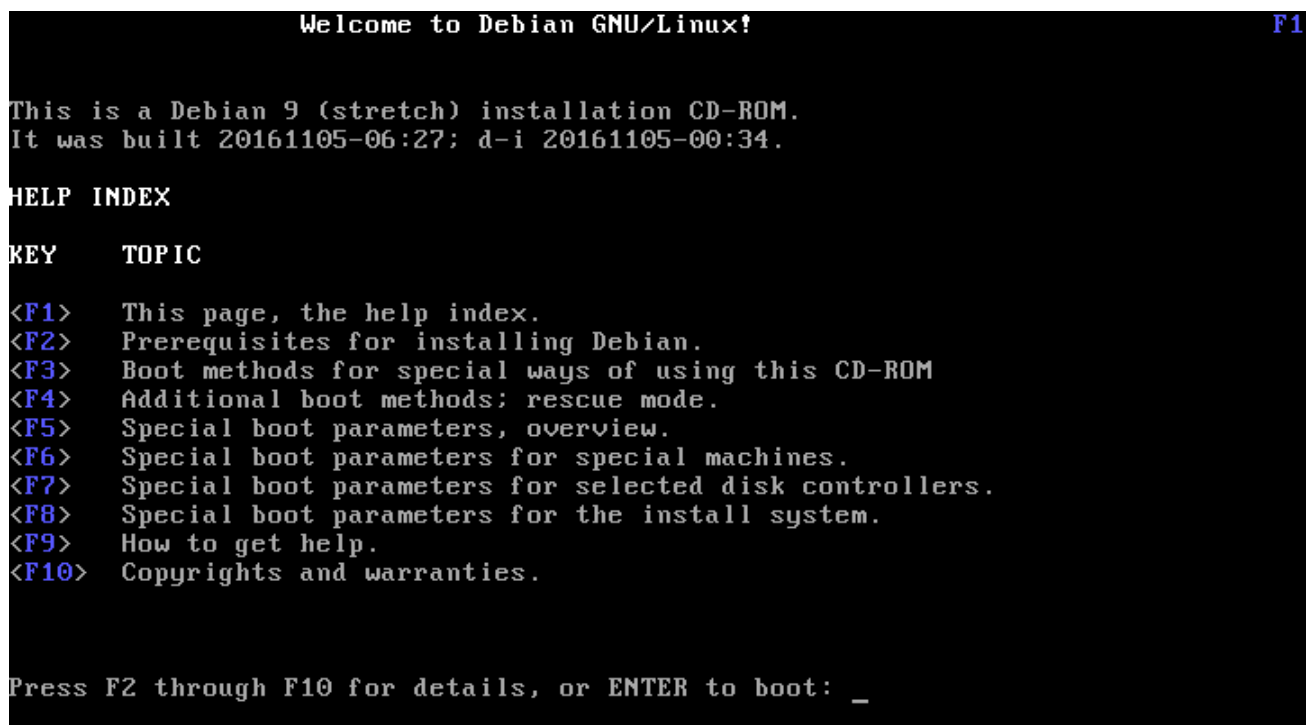 Welcome to Debian GNU/Linux! F1
This is a Debian 9 (stretch) installation CD-ROM.
It was built 20161105-06:27; d-i 20161105-00:34.
HELP INDEX
KEY TOPIC
<F1> This page, the help index.
<F2> Prerequisites for installing Debian.
<F3> Boot methods for special ways of using this CD-ROM
<F4> Additional boot methods; rescue mode.
<F5> Special boot parameters, overview.
<F6> Special boot parameters for special machines.
<F7> Special boot parameters for selected disk controllers.
<F8> Special boot parameters for the install system.
<F9> How to get help.
<F10> Copyrights and warranties.
Press F2 through F10 for details, or ENTER to boot: _